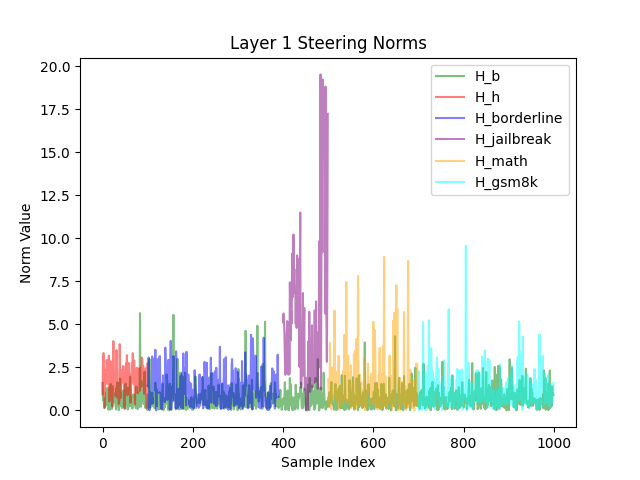 Layer 1 Steering Norms
20.0
17.5
15.0
12.5
10.0
7.5
5.0
2.5
0.0
Norm Value
H_b
H_h
H_borderline
H_jailbreak
H_math
H_gsm8k
0 200 400 600 800 1000
Sample Index